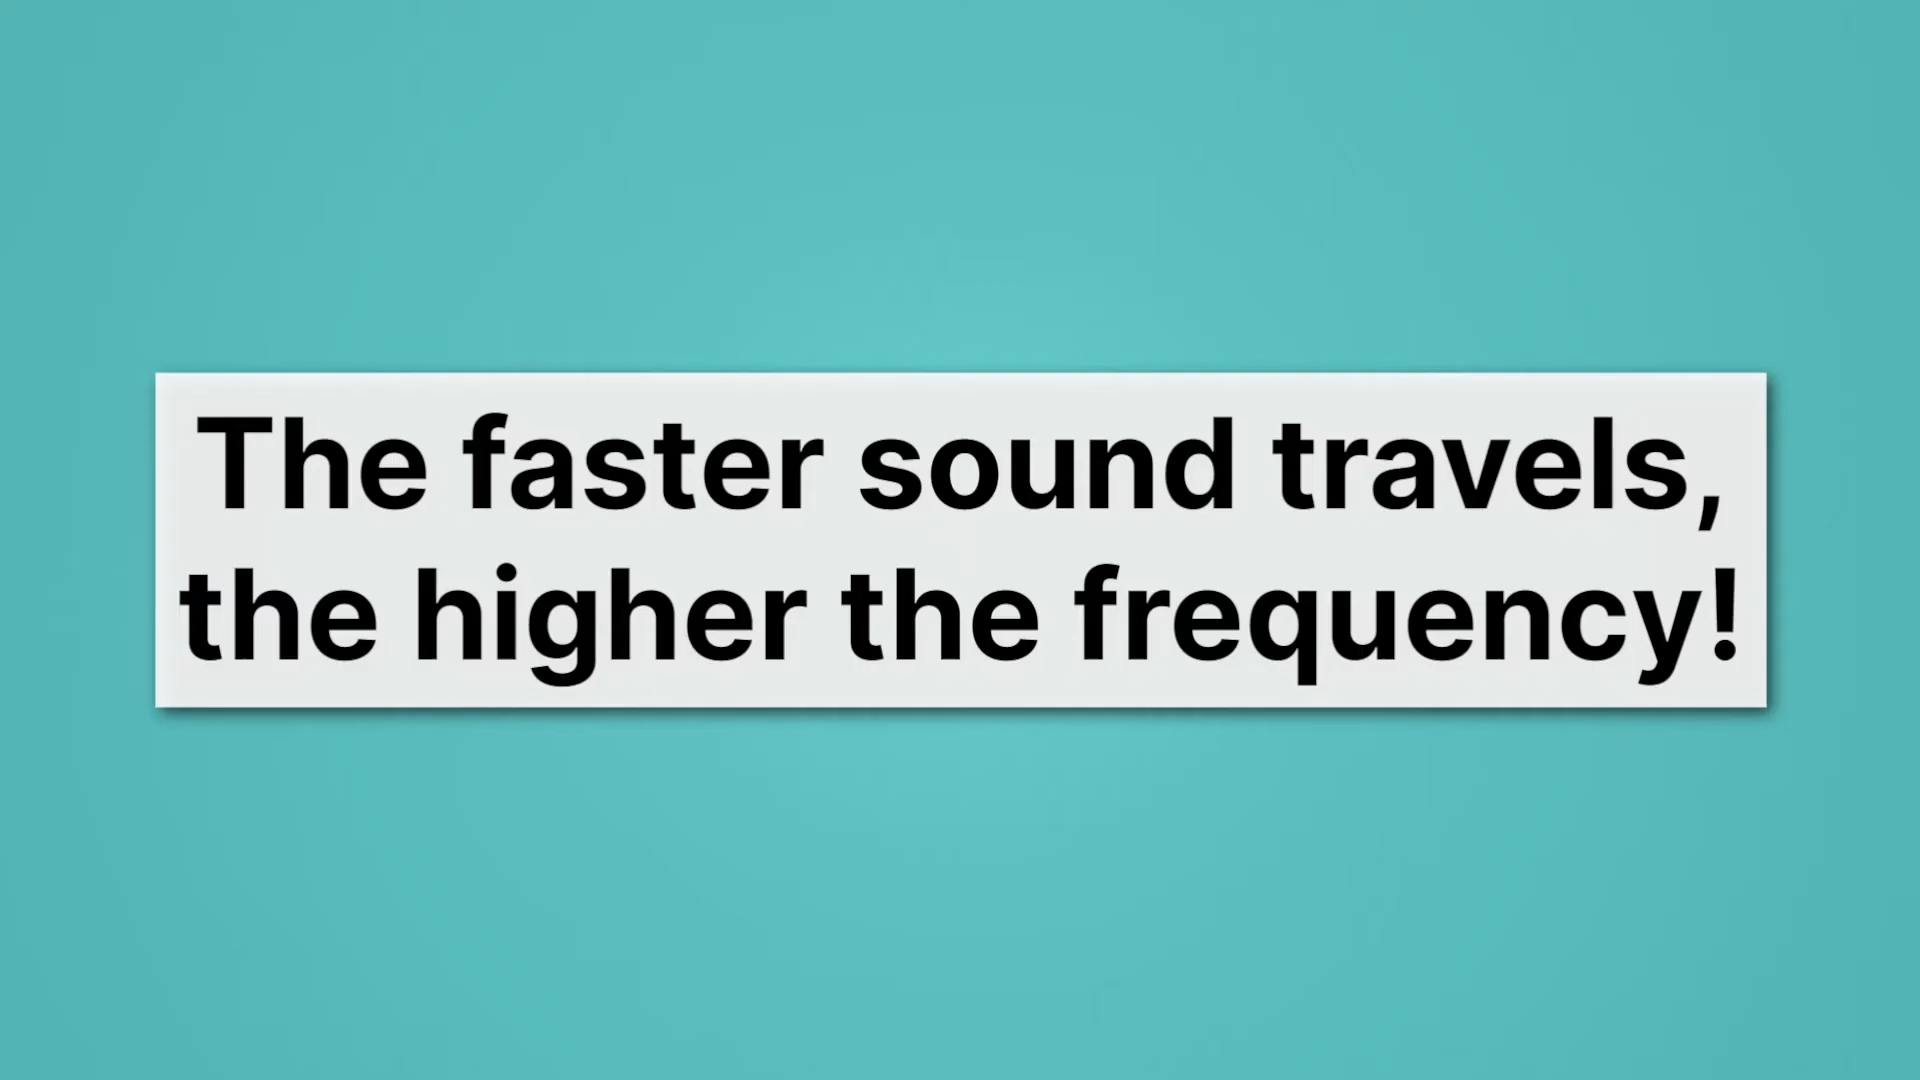 The faster sound travels,
the higher the frequency!